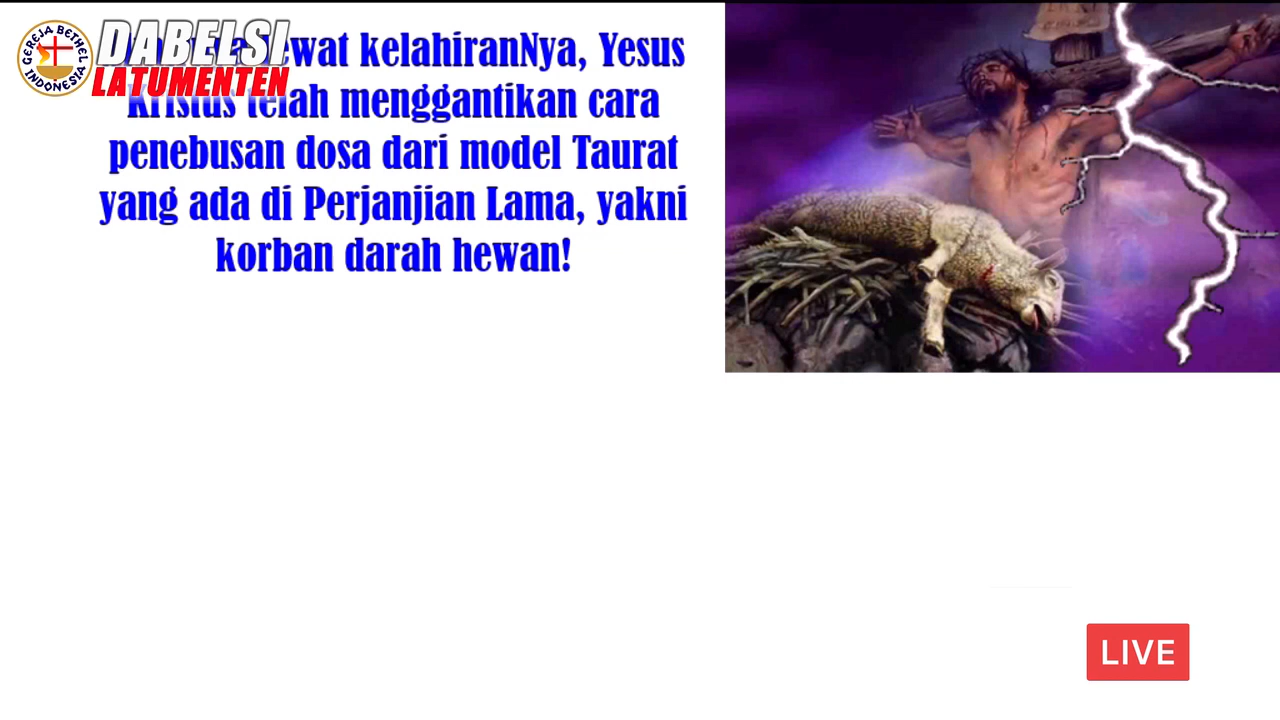 GEREJA BETHEL INDONESIA
DABELSI
LATUMENTEN
kelahiranNya, Yesus
Kristus telah menggantikan cara
penebusan dosa dari model Taurat
yang ada di Perjanjian Lama, yakni
korban darah hewan!
LIVE